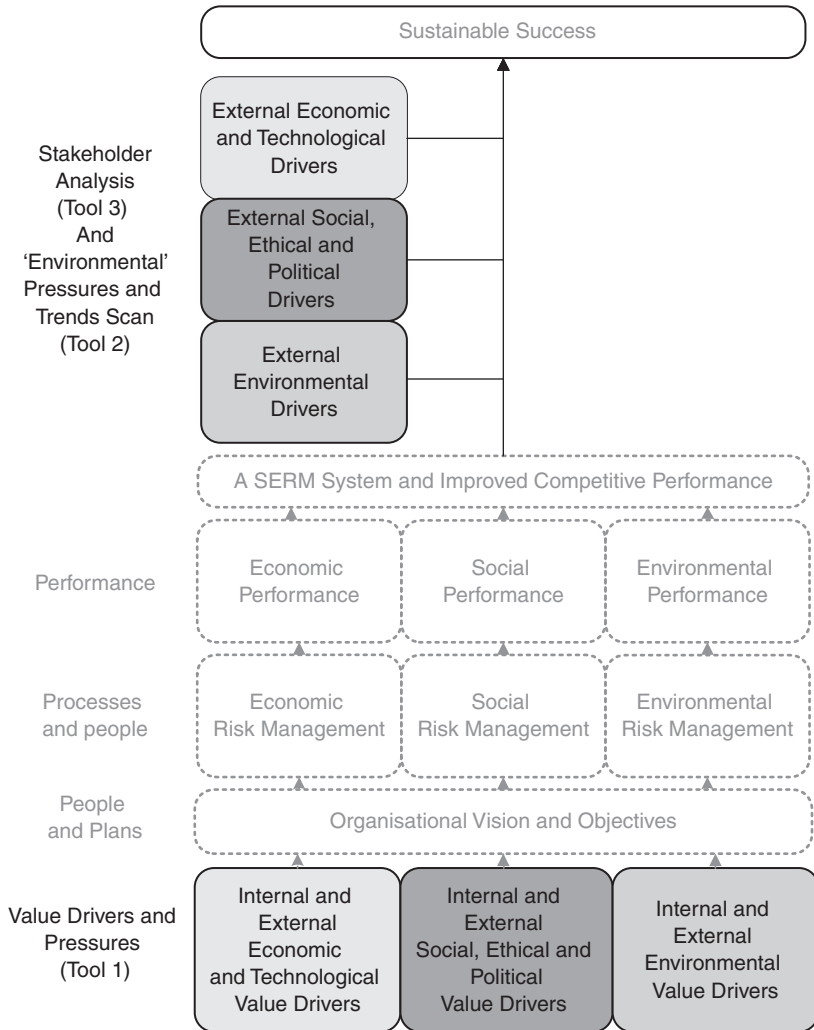 Sustainable Success
Stakeholder
Analysis
(Tool 3)
And
‘Environmental’
Pressures and
Trends Scan
(Tool 2)
External Economic
and Technological
Drivers
External Social,
Ethical and
Political
Drivers
External
Environmental
Drivers
A SERM System and Improved Competitive Performance
Performance
Economic
Performance
Social
Performance
Environmental
Performance
Processes
and people
Economic
Risk Management
Social
Risk Management
Environmental
Risk Management
People
and Plans
Organisational Vision and Objectives
Value Drivers and
Pressures
(Tool 1)
Internal and
External
Economic
and Technological
Value Drivers
Internal and
External
Social, Ethical and
Political
Value Drivers
Internal and
External
Environmental
Value Drivers